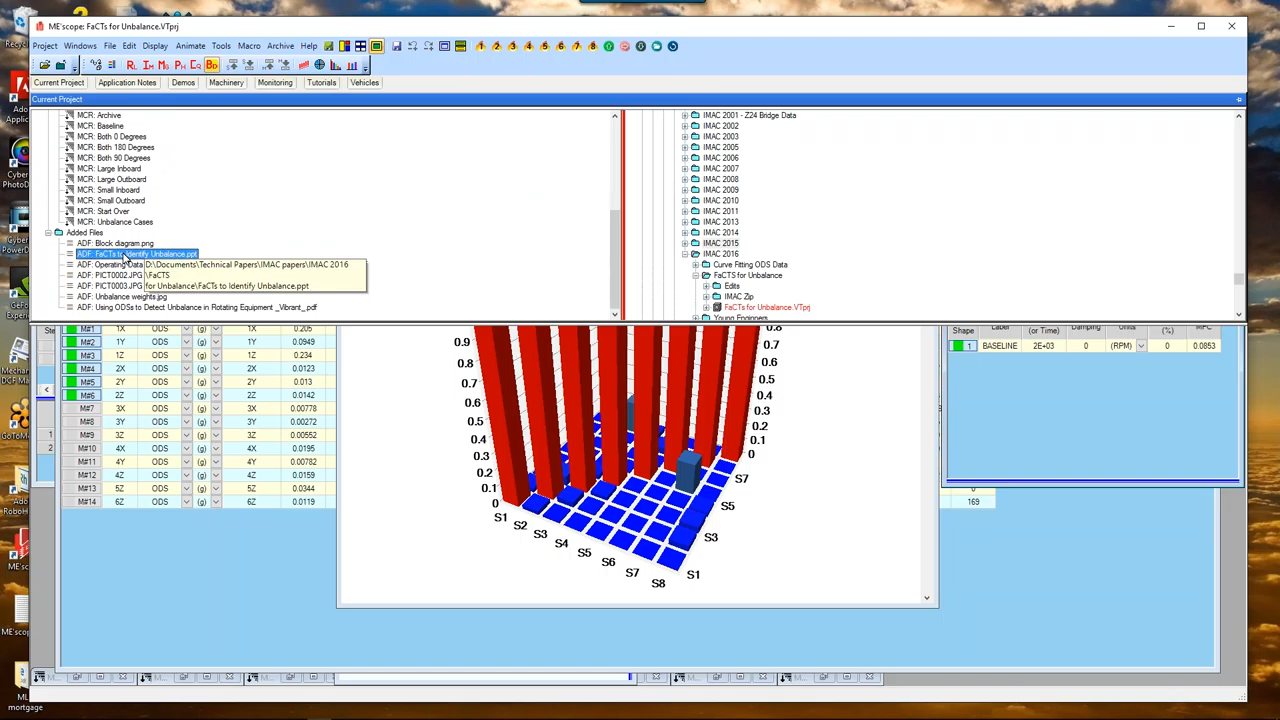 ME'scope: FaCTs for Unbalance.VTprj
Project Windows File Edit Display Animate Tools Macro Archive Help
Current Project Application Notes Demos Machinery Monitoring Tutorials Vehicles
Current Project
MCR: Archive
MCR: Baseline
MCR: Both 0 Degrees
MCR: Both 180 Degrees
MCR: Both 90 Degrees
MCR: Large Inboard
MCR: Large Outboard
MCR: Small Inboard
MCR: Small Outboard
MCR: Start Over
MCR: Unbalance Cases
Added Files
ADF: Block diagram.png
ADF: FaCTs to Identify Unbalance.ppt
ADF: Operating Data
ADF: PICT0002.JPG
ADF: PICT0003.JPG
ADF: Unbalance weights.jpg
ADF: Using ODSs to Detect Unbalance in Rotating Equipment _Vibrant_.pdf
D:\Documents\Technical Papers\IMAC papers\IMAC 2016
\FaCTS
for Unbalance\FaCTs to Identify Unbalance.ppt
IMAC 2001 - Z24 Bridge Data
IMAC 2002
IMAC 2003
IMAC 2005
IMAC 2006
IMAC 2007
IMAC 2008
IMAC 2009
IMAC 2010
IMAC 2011
IMAC 2013
IMAC 2014
IMAC 2015
IMAC 2016
Curve Fitting ODS Data
FaCTS for Unbalance
Edits
IMAC Zip
FaCTs for Unbalance.VTprj
Young Engineers
M#1 1X ODS (g) 1X 0.205
M#2 1Y ODS (g) 1Y 0.0949
M#3 1Z ODS (g) 1Z 0.234
M#4 2X ODS (g) 2X 0.0123
M#5 2Y ODS (g) 2Y 0.013
M#6 2Z ODS (g) 2Z 0.0142
M#7 3X ODS (g) 3X 0.00778
M#8 3Y ODS (g) 3Y 0.00272
M#9 3Z ODS (g) 3Z 0.00552
M#10 4X ODS (g) 4X 0.0195
M#11 4Y ODS (g) 4Y 0.00782
M#12 4Z ODS (g) 4Z 0.0159
M#13 5Z ODS (g) 5Z 0.0344
M#14 6Z ODS (g) 6Z 0.0119
169
0.9
0.8
0.7
0.6
0.5
0.4
0.3
0.2
0.1
0
0.8
0.7
0.6
0.5
0.4
0.3
0.2
0.1
0
S1 S2 S3 S4 S5 S6 S7 S8
S7
S5
S3
S1
Shape Label (or Time) Damping Units (%) MPC
1 BASELINE 2E+03 0 (RPM) 0 0.0853
1
2
mortgage